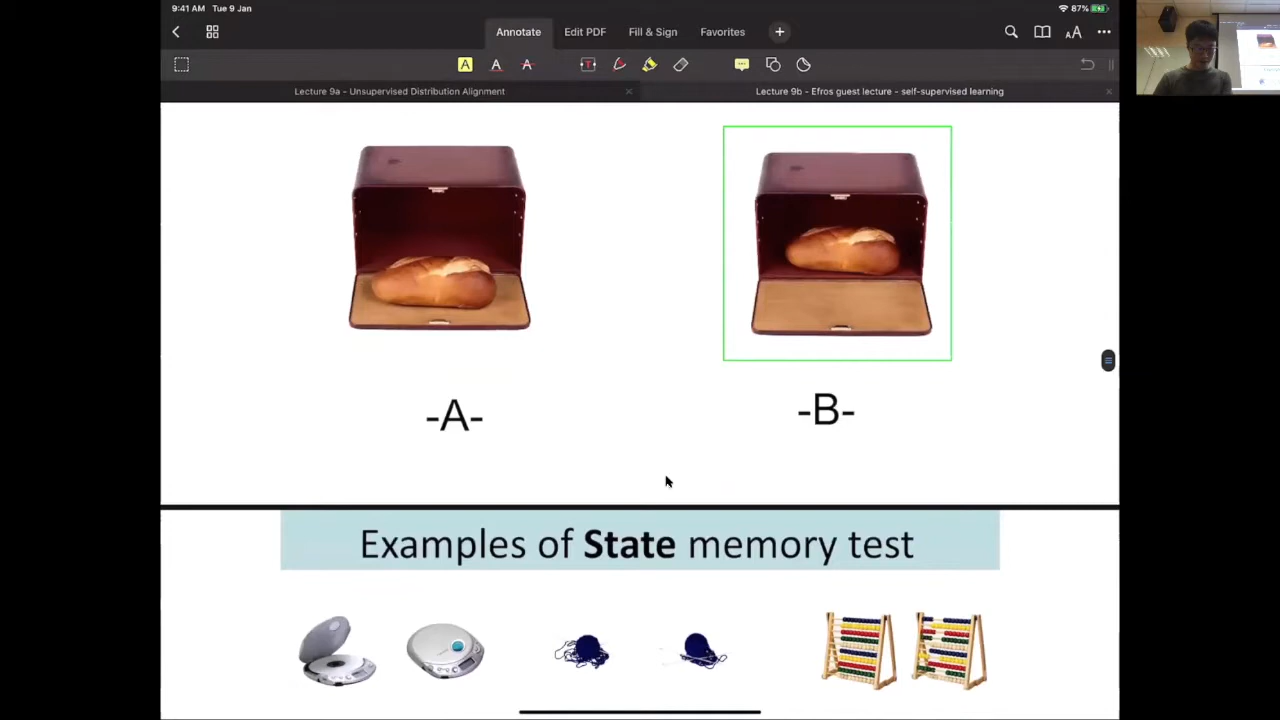 9:41 AM Tue 9 Jan
87%
Annotate
Edit PDF
Fill & Sign
Favorites
A
A
A
T
AA
Lecture 9a - Unsupervised Distribution Alignment
Lecture 9b - Efros guest lecture - self-supervised learning
-A-
-B-
Examples of State memory test